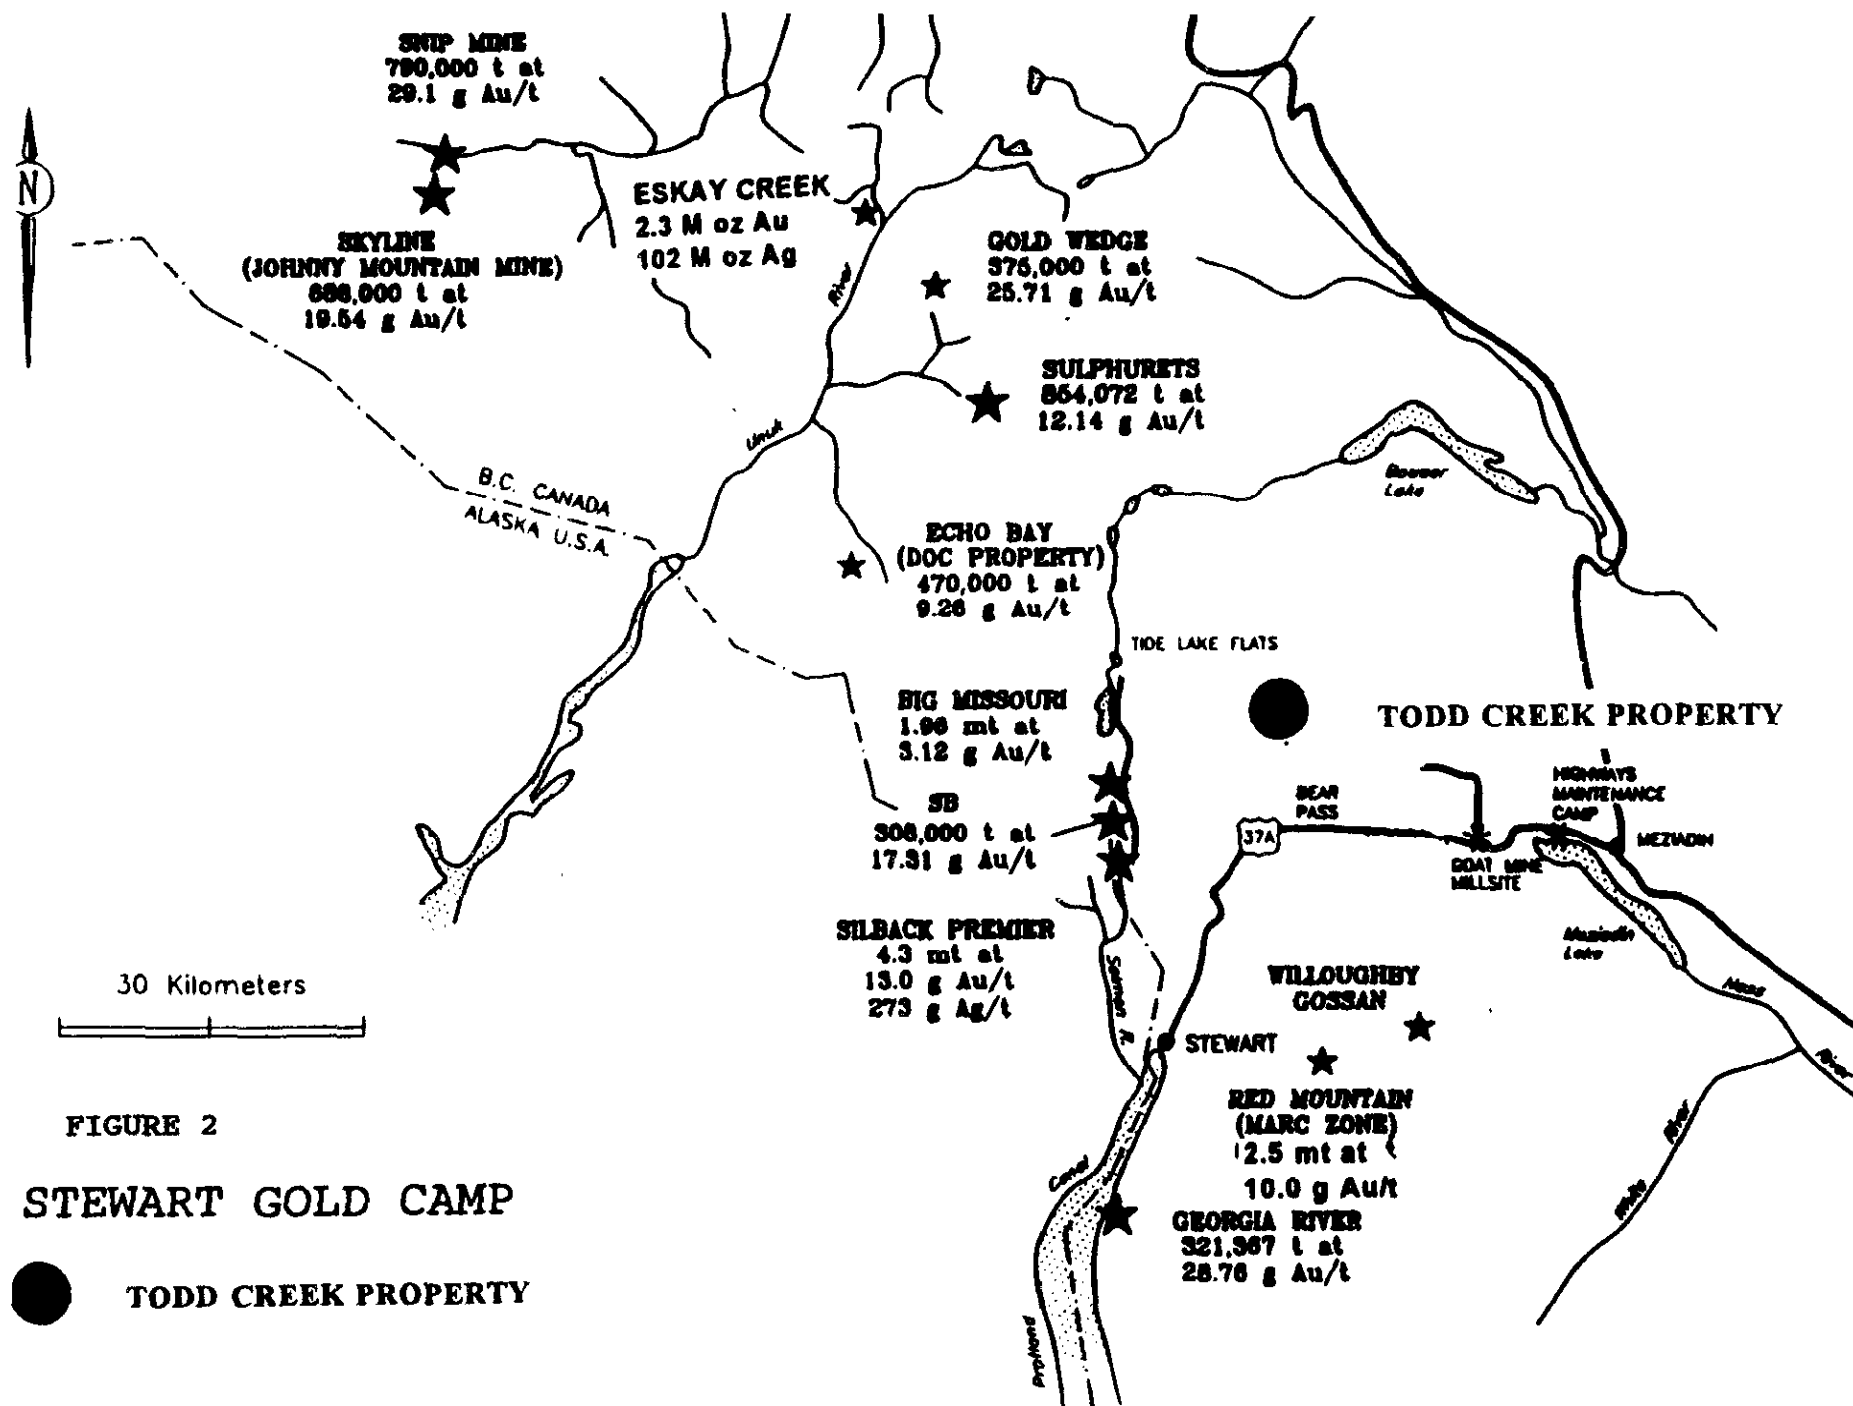 SNIP MINE
790,000 t at
29.1 g Au/t
N
ESKAY CREEK
2.3 M oz Au
102 M oz Ag
SKYLINE
(JOHNNY MOUNTAIN MINE)
t at
19.54 g Au/t
River
GOLD WEDGE
375,000 t at
25.71 g Au/t
SULPHURETS
854,072 t at
12.14 g Au/t
Unuk
Bowser
Lake
B.C. CANADA
ALASKA U.S.A.
ECHO BAY
(DOC PROPERTY)
470,000 t at
9.26 g Au/t
TIDE LAKE FLATS
BIG MISSOURI
1.96 mt at
3.12 g Au/t
TODD CREEK PROPERTY
SB
308,000 t at
17.31 g Au/t
BEAR
PASS
37A
HIGHWAYS
MAINTENANCE
CAMP
MEZIADIN
GOAT MINE
MILLSITE
SILBACK PREMIER
4.3 mt at
13.0 g Au/t
273 g Ag/t
Salmon R.
Meziadin
Lake
Nass
River
WILLOUGHBY
GOSSAN
30 Kilometers
STEWART
RED MOUNTAIN
(MARC ZONE)
2.5 mt at
10.0 g Au/t
White River
FIGURE 2
STEWART GOLD CAMP
Canal
GEORGIA RIVER
321,367 t at
g Au/t
TODD CREEK PROPERTY
Portland